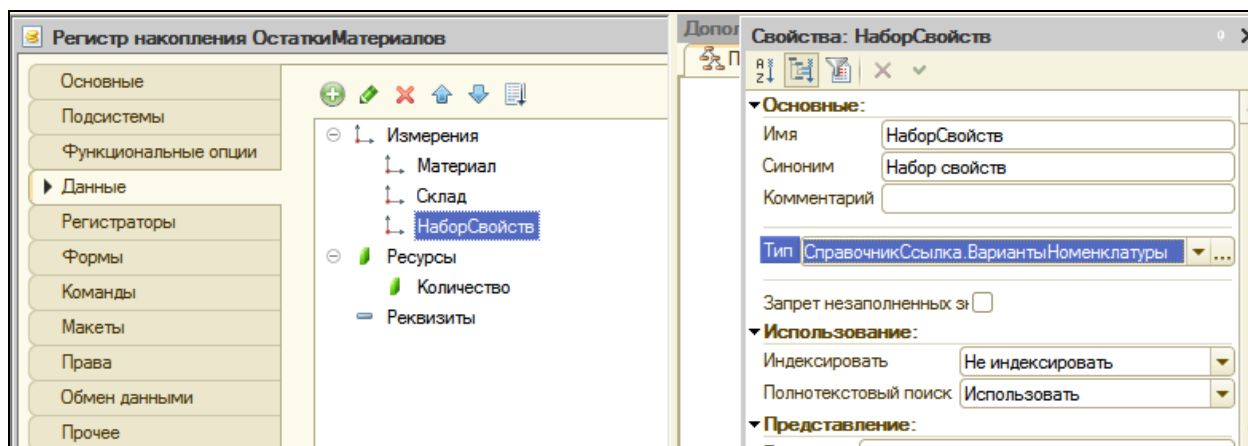 Регистр накопления ОстаткиМатериалов
Основные
Подсистемы
Функциональные опции
Данные
Регистраторы
Формы
Команды
Макеты
Права
Обмен данными
Прочее
Измерения
Материал
Склад
НаборСвойств
Ресурсы
Количество
Реквизиты
Допол
П
Свойства: НаборСвойств
Основные:
Имя НаборСвойств
Синоним Набор свойств
Комментарий
Тип СправочникСсылка.ВариантыНоменклатуры ...
Запрет незаполненных зн
Использование:
Индексировать Не индексировать
Полнотекстовый поиск Использовать
Представление: